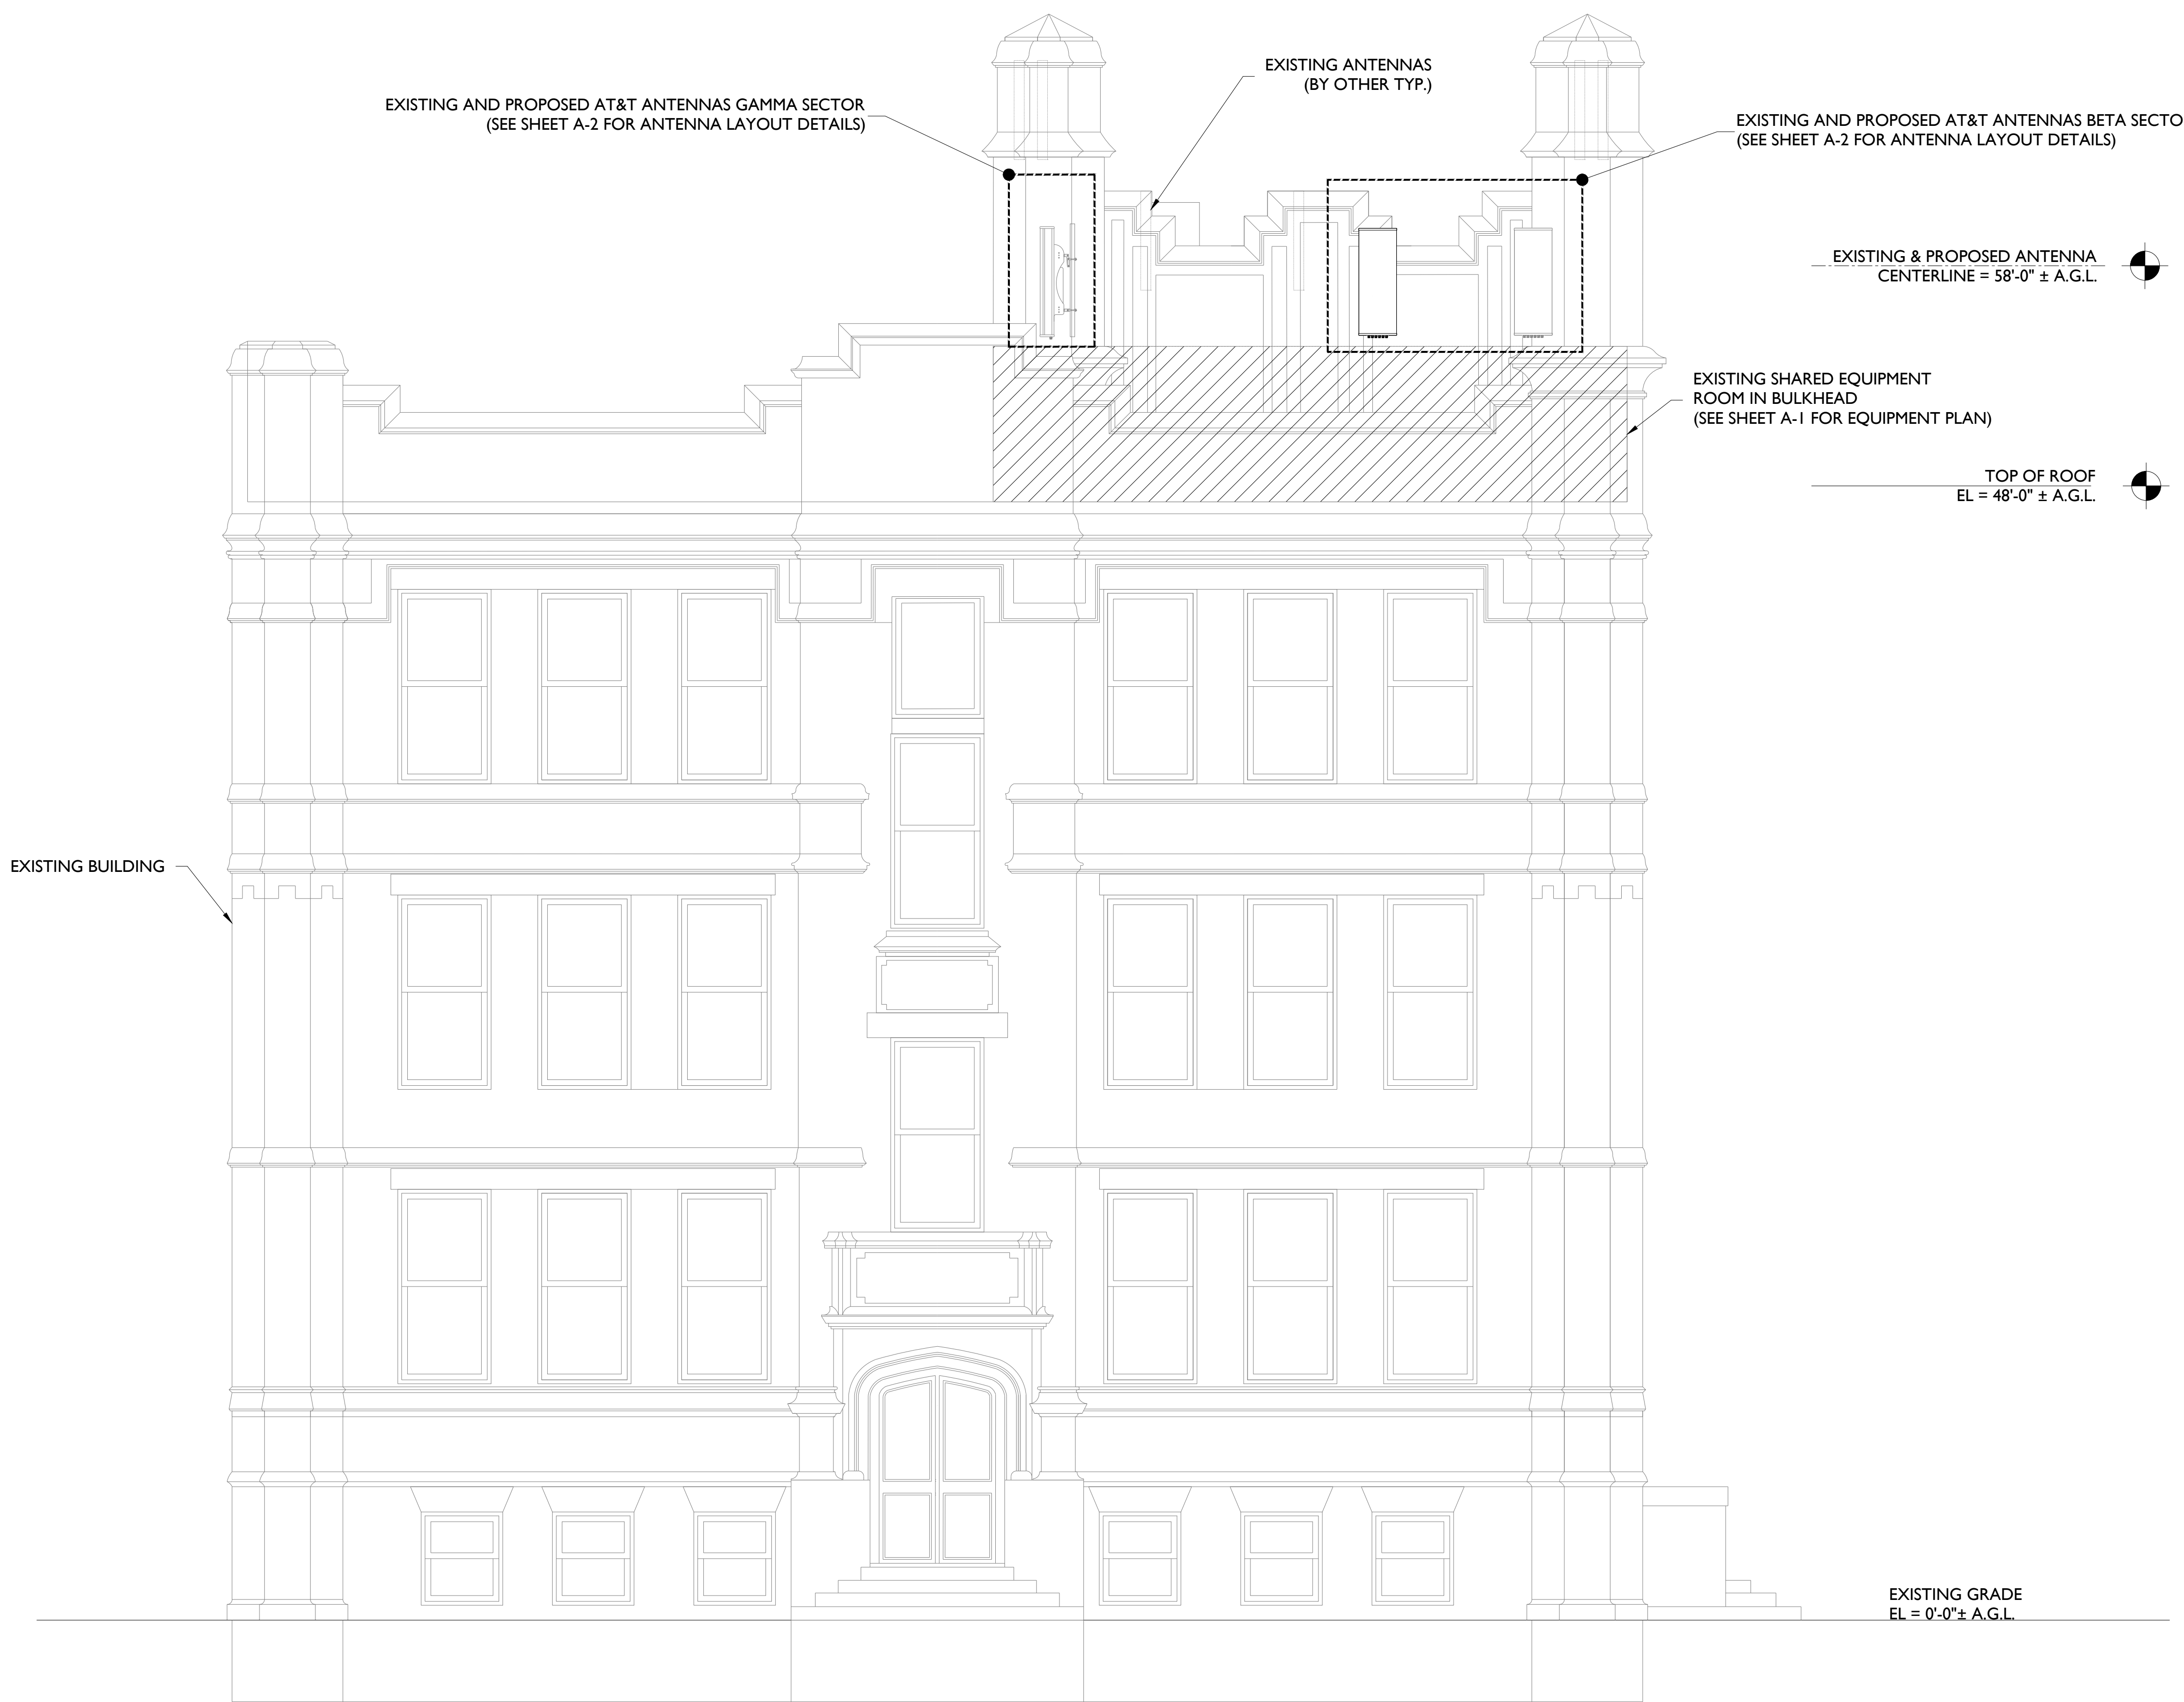 EXISTING ANTENNAS
(BY OTHER TYP.)
EXISTING AND PROPOSED AT&T ANTENNAS GAMMA SECTOR
(SEE SHEET A-2 FOR ANTENNA LAYOUT DETAILS)
EXISTING AND PROPOSED AT&T ANTENNAS BETA SECTO
(SEE SHEET A-2 FOR ANTENNA LAYOUT DETAILS)
EXISTING & PROPOSED ANTENNA
CENTERLINE = 58'-0" ± A.G.L.
EXISTING SHARED EQUIPMENT
ROOM IN BULKHEAD
(SEE SHEET A-1 FOR EQUIPMENT PLAN)
TOP OF ROOF
EL = 48'-0" ± A.G.L.
EXISTING BUILDING
EXISTING GRADE
EL = 0'-0"± A.G.L.